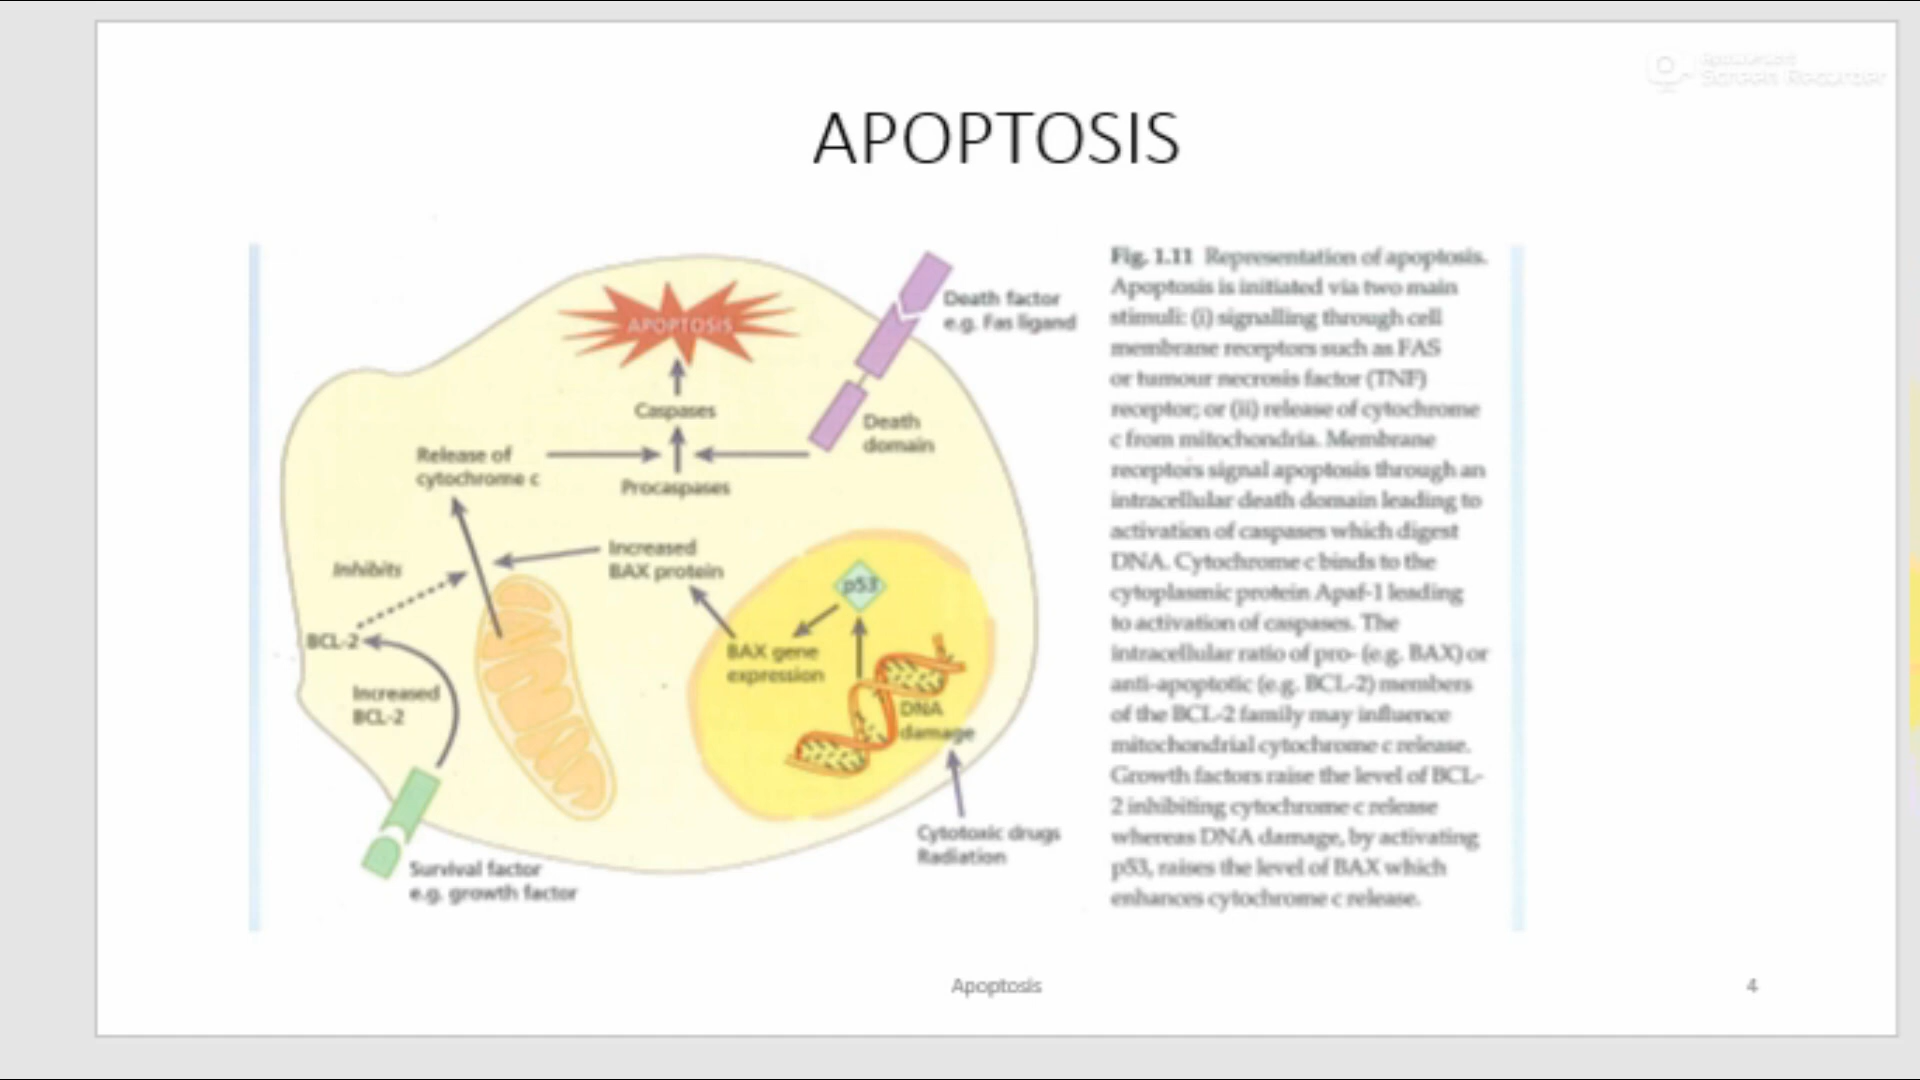 APOPTOSIS
APOPTOSIS
Death factor
e.g. Fas ligand
Caspases
Death
domain
Release of
cytochrome c
Procaspases
Increased
BAX protein
Inhibits
p53
BCL-2
BAX gene
expression
Increased
BCL-2
DNA
damage
Cytotoxic drugs
Radiation
Survival factor
e.g. growth factor
Fig. 1.11 Representation of apoptosis.
Apoptosis is initiated via two main
stimuli: (i) signalling through cell
membrane receptors such as FAS
or tumour necrosis factor (TNF)
receptor; or (ii) release of cytochrome
c from mitochondria. Membrane
receptors signal apoptosis through an
intracellular death domain leading to
activation of caspases which digest
DNA. Cytochrome c binds to the
cytoplasmic protein Apaf-1 leading
to activation of caspases. The
intracellular ratio of pro- (e.g. BAX) or
anti-apoptotic (e.g. BCL-2) members
of the BCL-2 family may influence
mitochondrial cytochrome c release.
Growth factors raise the level of BCL-
2 inhibiting cytochrome c release
whereas DNA damage, by activating
p53, raises the level of BAX which
enhances cytochrome c release.
Apoptosis
4
Screen Recorder